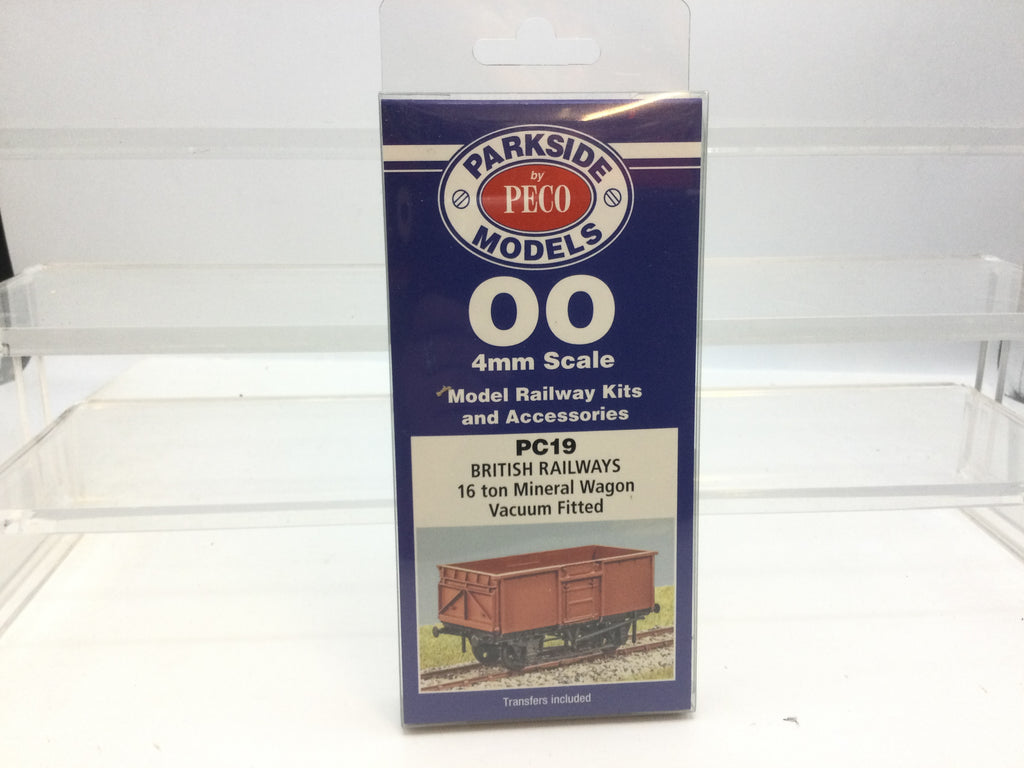 PARKSIDE
by
PECO
MODELS
OO
4mm Scale
Model Railway Kits
and Accessories
PC19
BRITISH RAILWAYS
16 ton Mineral Wagon
Vacuum Fitted
Transfers included